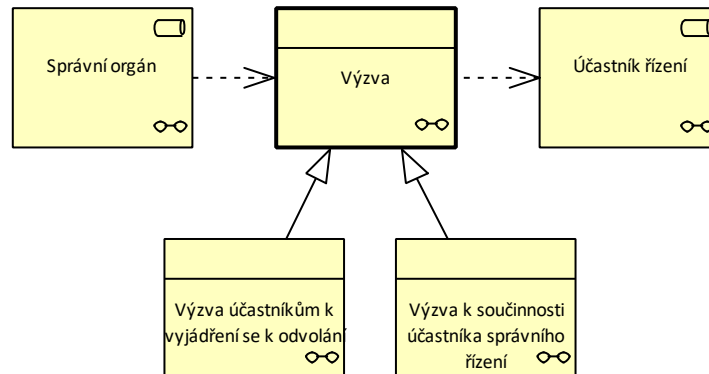 Správní orgán
Výzva
Účastník řízení
Výzva účastníkům k
vyjádření se k odvolání
Výzva k součinnosti
účastníka správního
řízení